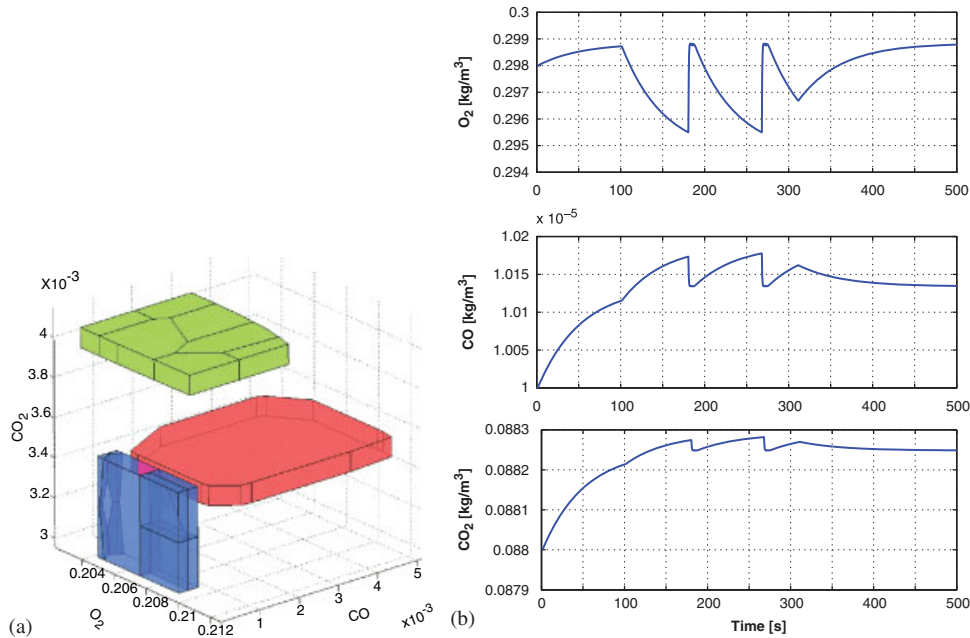 X10⁻³
4
3.8
3.6
3.4
3.2
3
CO₂
0.204
0.206
0.208
0.21
0.212
O₂
1
2
3
4
5
CO
x10⁻³
(a)
0.3
0.299
0.298
0.297
0.296
0.295
0.294
O₂ [kg/m³]
0 100 200 300 400 500
x 10⁻⁵
1.02
1.015
1.01
1.005
1
CO [kg/m³]
0 100 200 300 400 500
0.0883
0.0882
0.0881
0.088
0.0879
CO₂ [kg/m³]
0 100 200 300 400 500
Time [s]
(b)